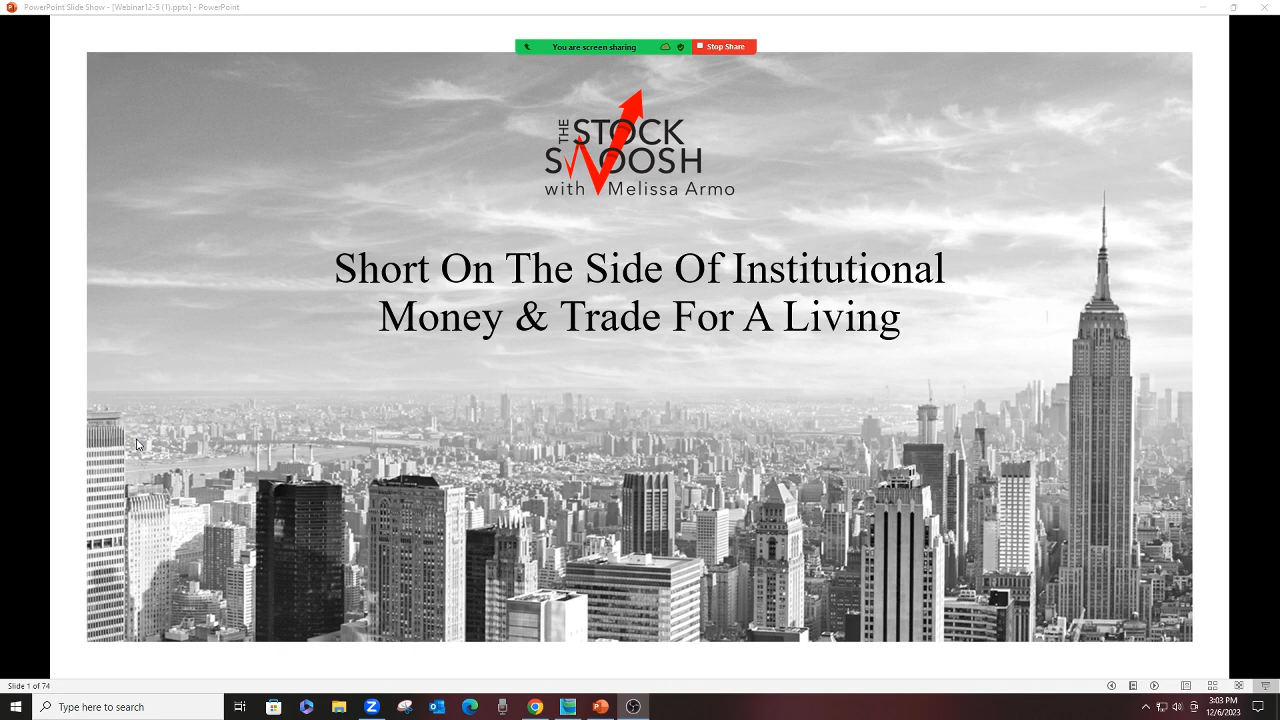 PowerPoint Slide Show - [Webinar12-5 (1).pptx] - PowerPoint
You are screen sharing
Stop Share
THE STOCK
SWOOSH
with Melissa Armo
Short On The Side Of Institutional
Money & Trade For A Living
Slide 1 of 74
Type here to search
3:03 PM
12/6/2023